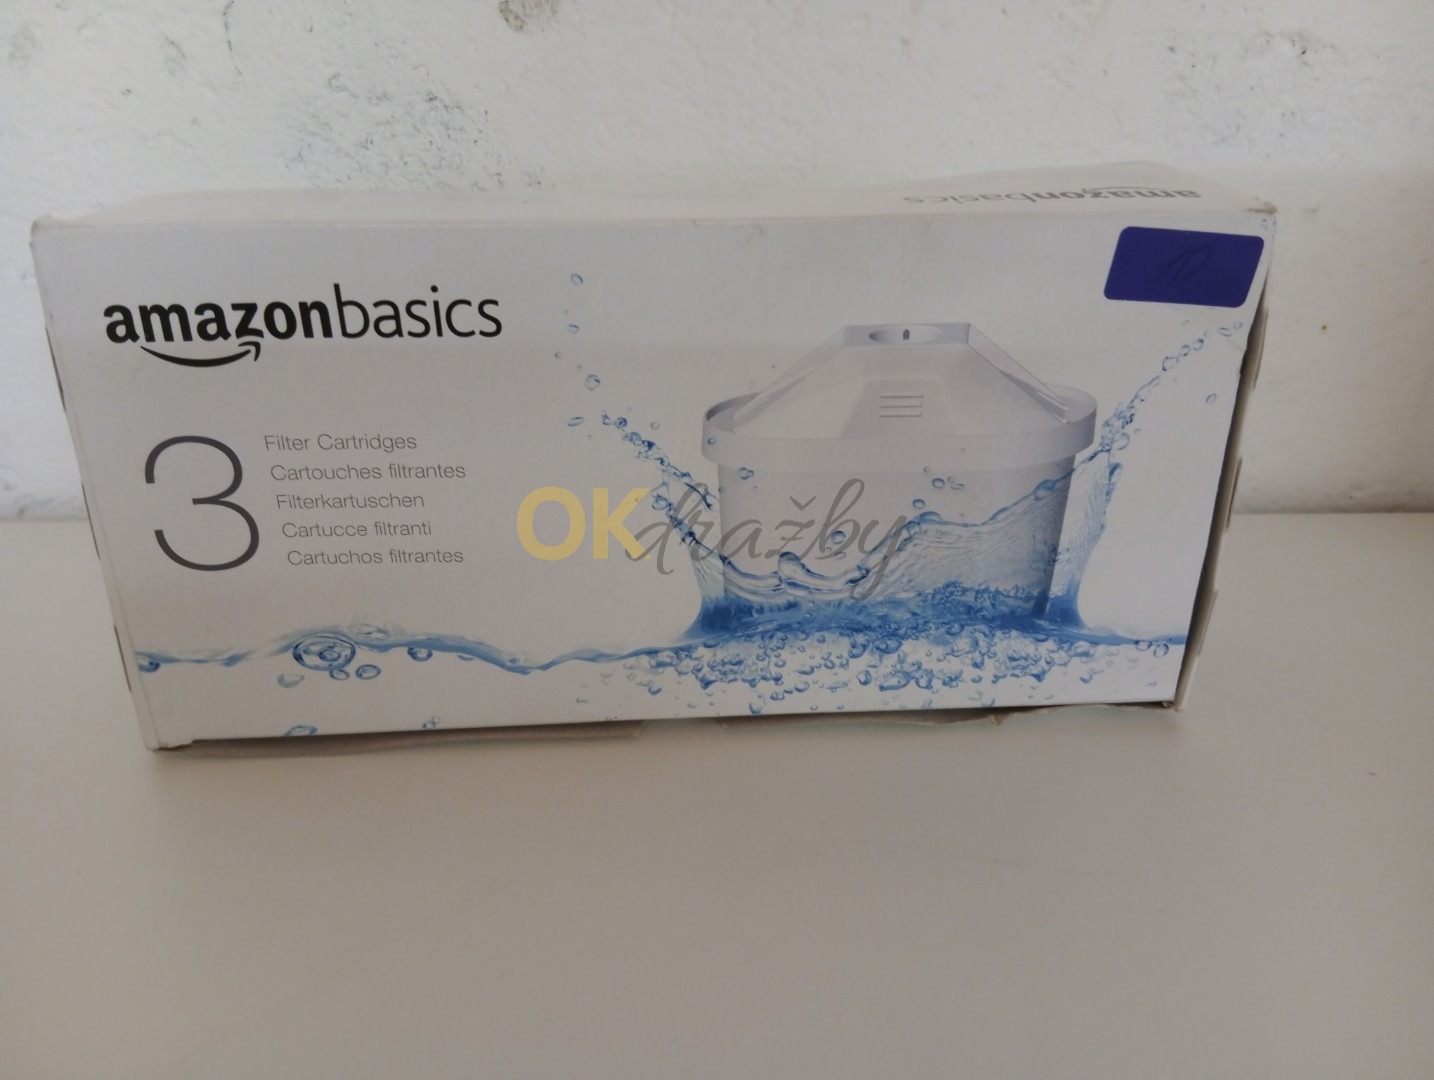 amazonbasics
amazonbasics
3
Filter Cartridges
Cartouches filtrantes
Filterkartuschen
Cartucce filtranti
Cartuchos filtrantes
OKdražby